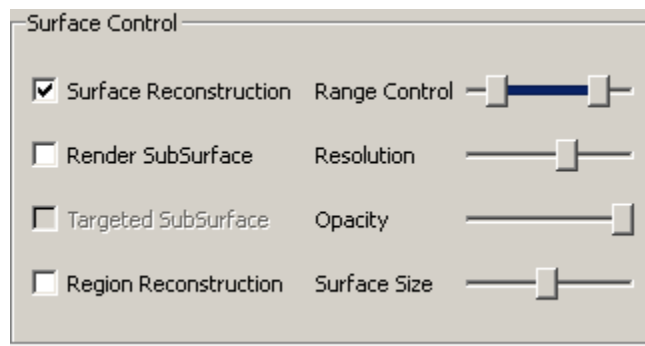 Surface Control
Surface Reconstruction Range Control
Render SubSurface Resolution
Targeted SubSurface Opacity
Region Reconstruction Surface Size